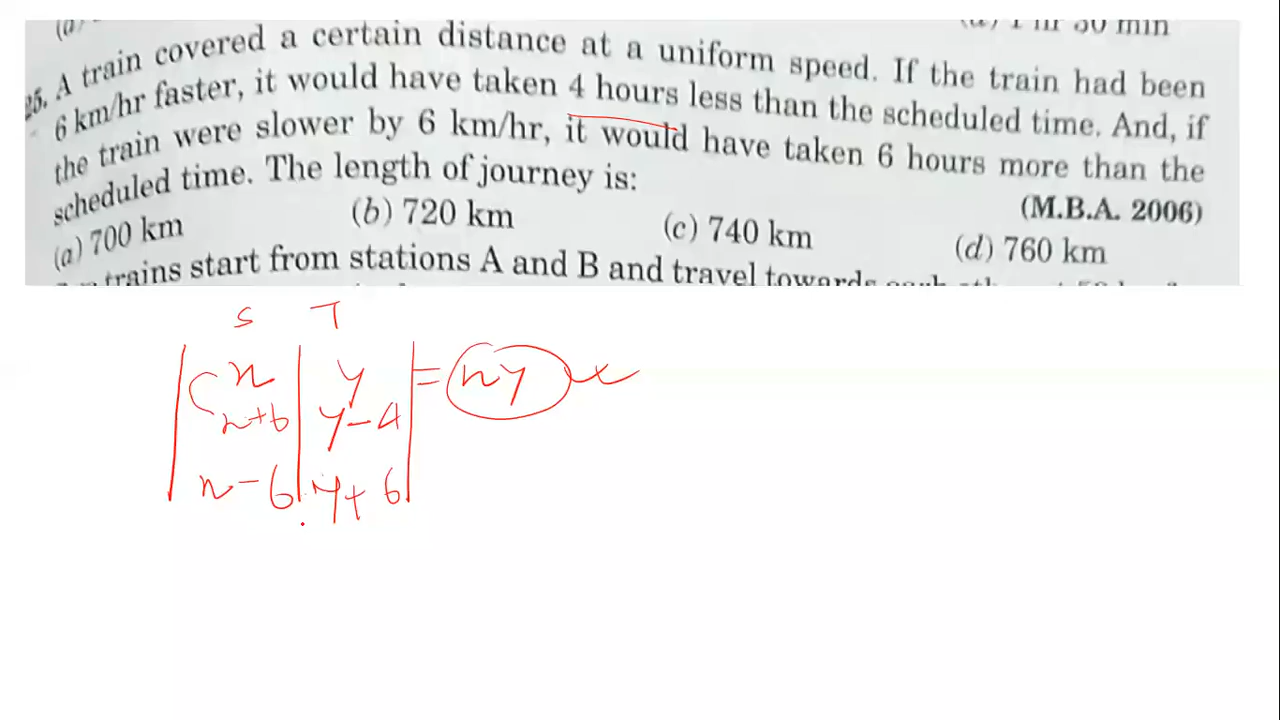 (a) 1 hr 30 min
25. A train covered a certain distance at a uniform speed. If the train had been
6 km/hr faster, it would have taken 4 hours less than the scheduled time. And, if
the train were slower by 6 km/hr, it would have taken 6 hours more than the
scheduled time. The length of journey is:
(M.B.A. 2006)
(a) 700 km (b) 720 km (c) 740 km (d) 760 km
trains start from stations A and B and travel towards
S T
x y = xy
x+6 y-4
x-6 y+6